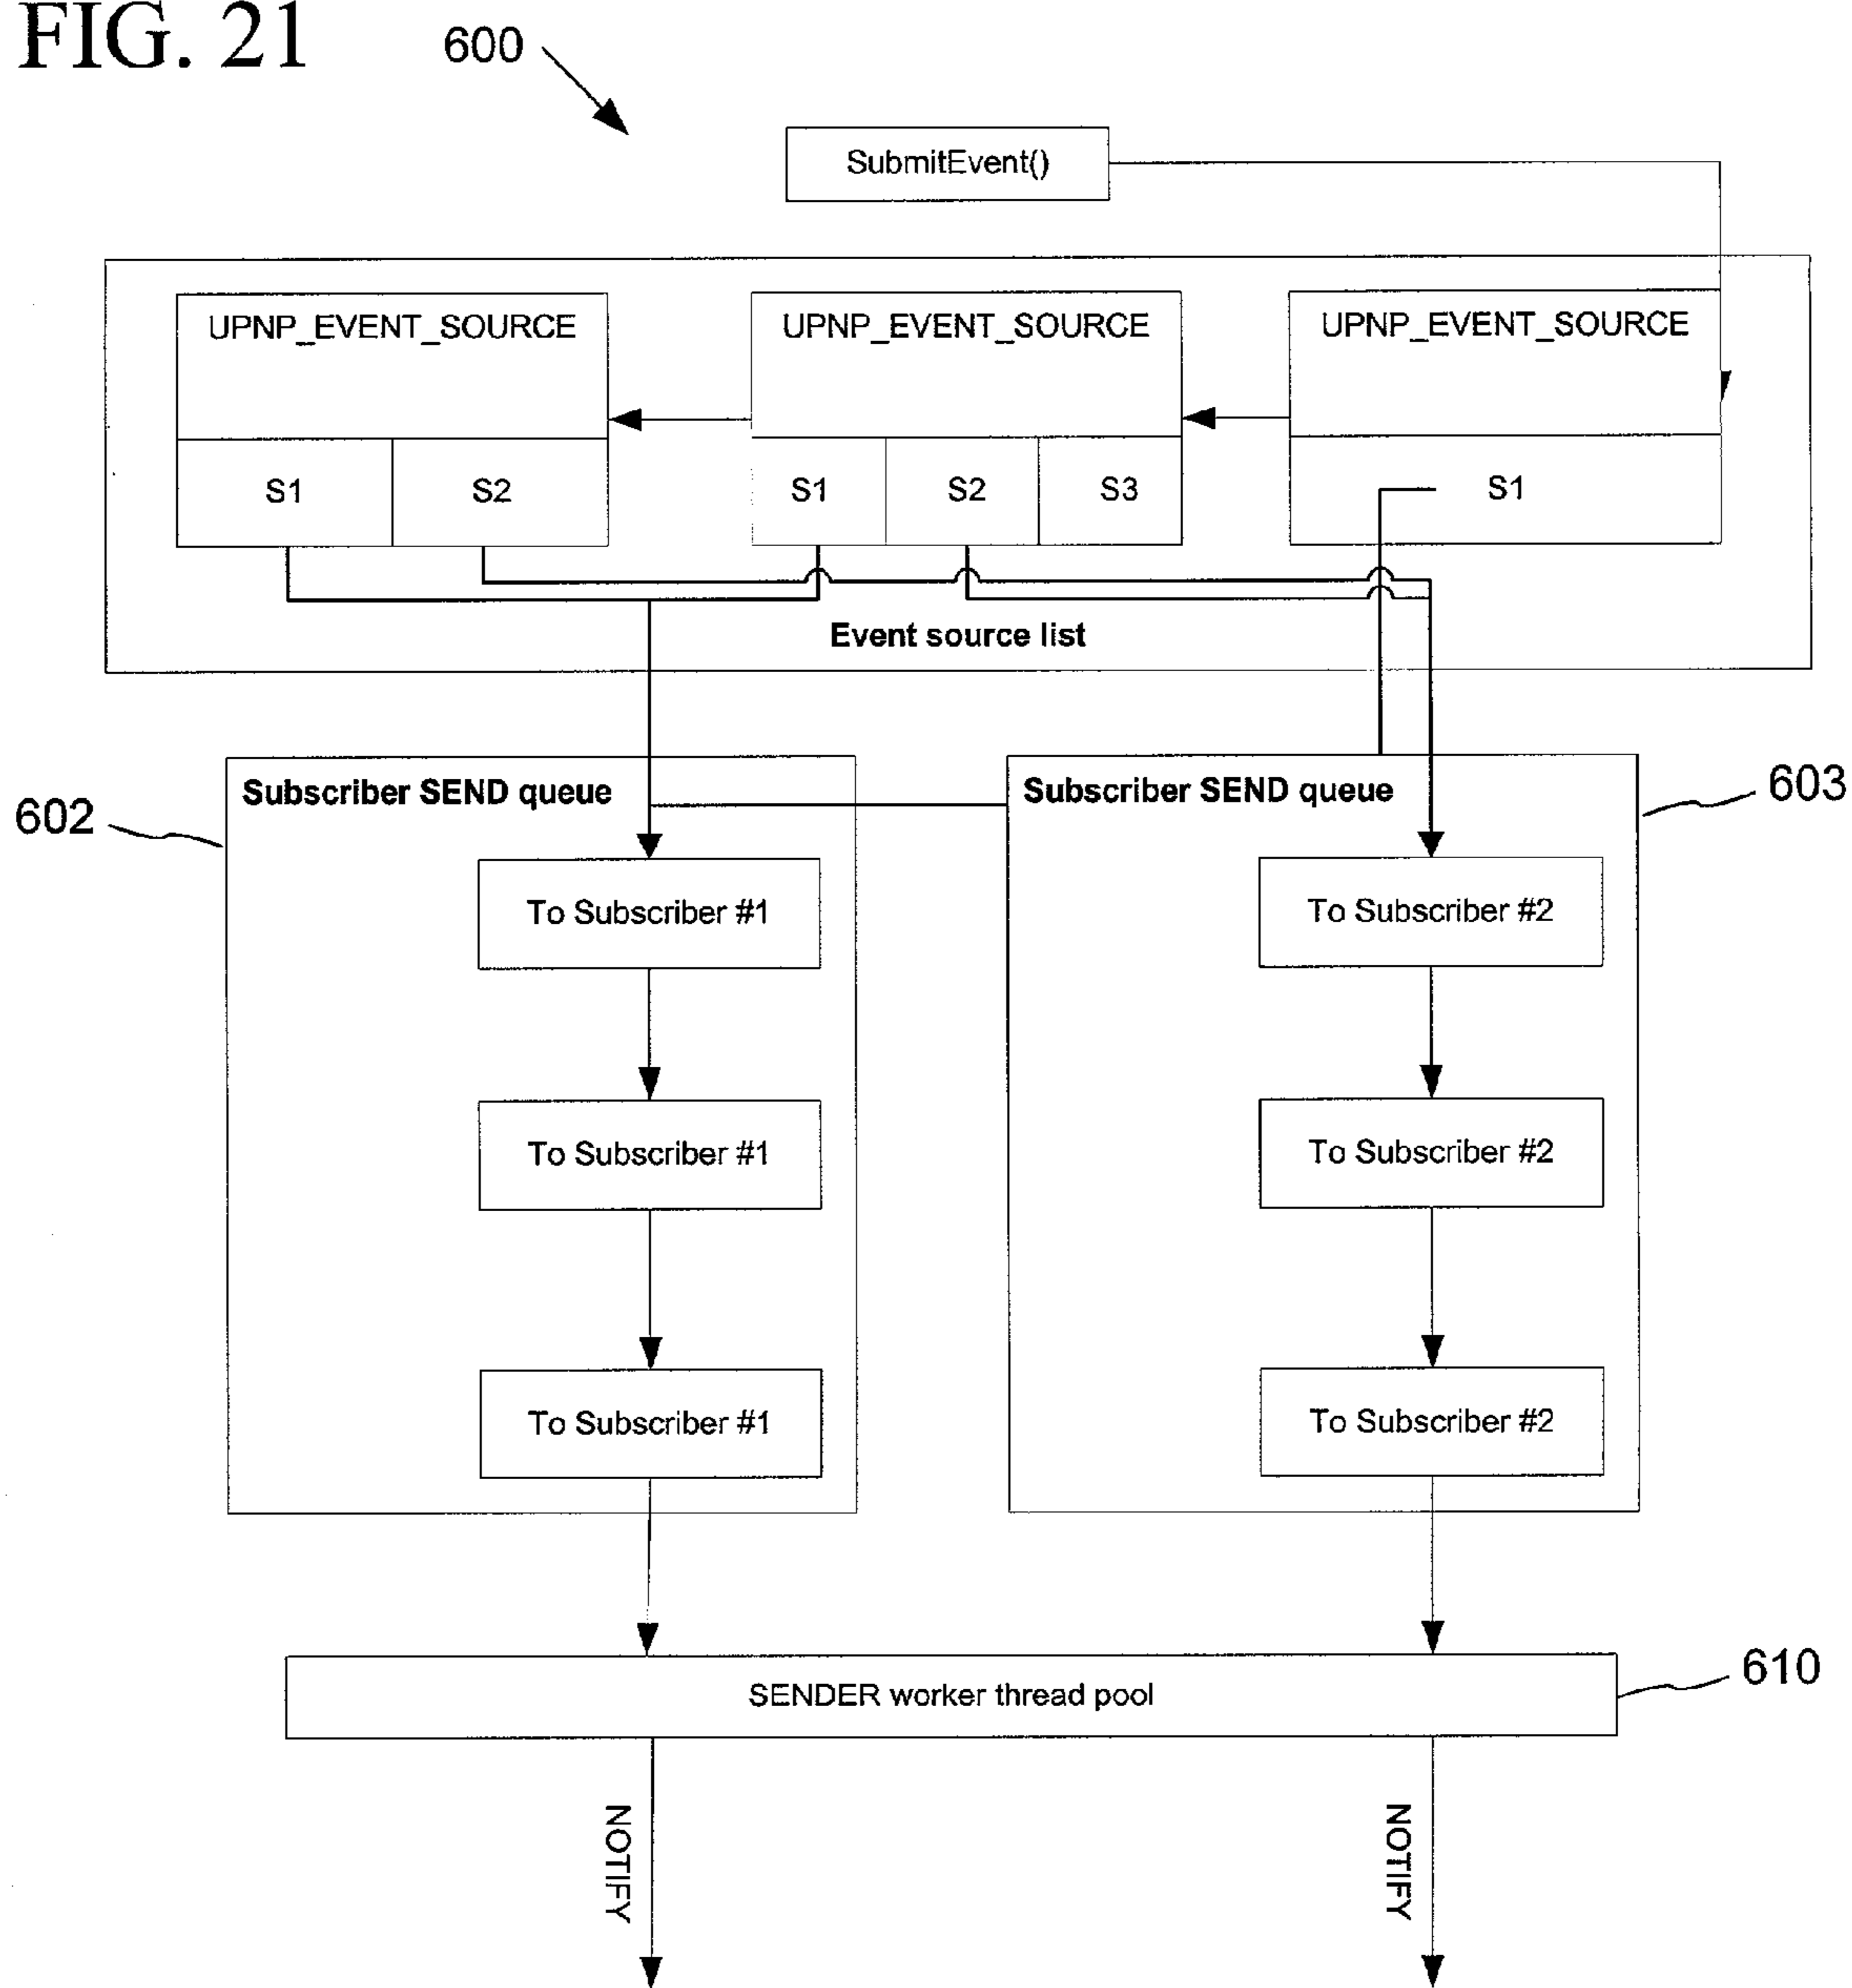 FIG. 21
600
SubmitEvent()
UPNP_EVENT_SOURCE
UPNP_EVENT_SOURCE
UPNP_EVENT_SOURCE
S1
S2
S1
S2
S3
S1
Event source list
Subscriber SEND queue
Subscriber SEND queue
602
603
To Subscriber #1
To Subscriber #2
To Subscriber #1
To Subscriber #2
To Subscriber #1
To Subscriber #2
SENDER worker thread pool
610
NOTIFY
NOTIFY